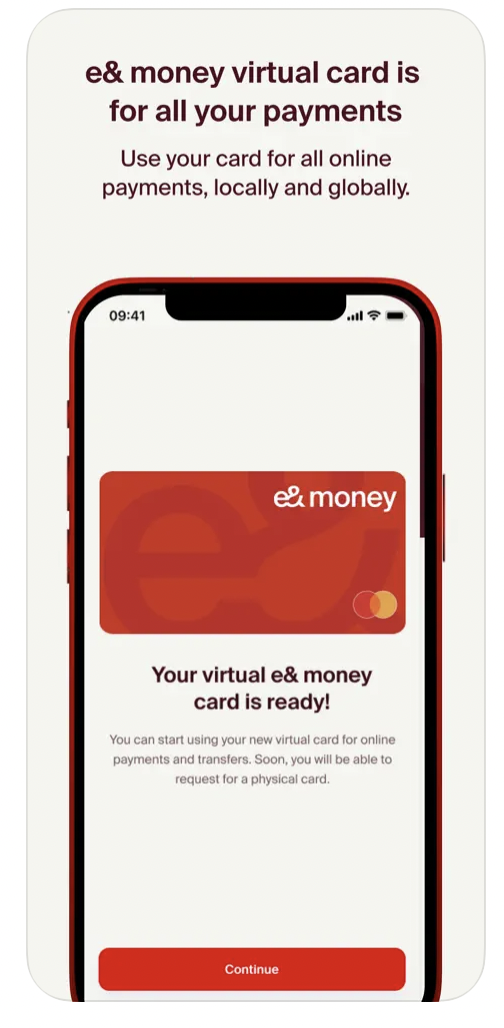 e& money virtual card is
for all your payments
Use your card for all online
payments, locally and globally.
09:41
e& money
Your virtual e& money
card is ready!
You can start using your new virtual card for online
payments and transfers. Soon, you will be able to
request for a physical card.
Continue